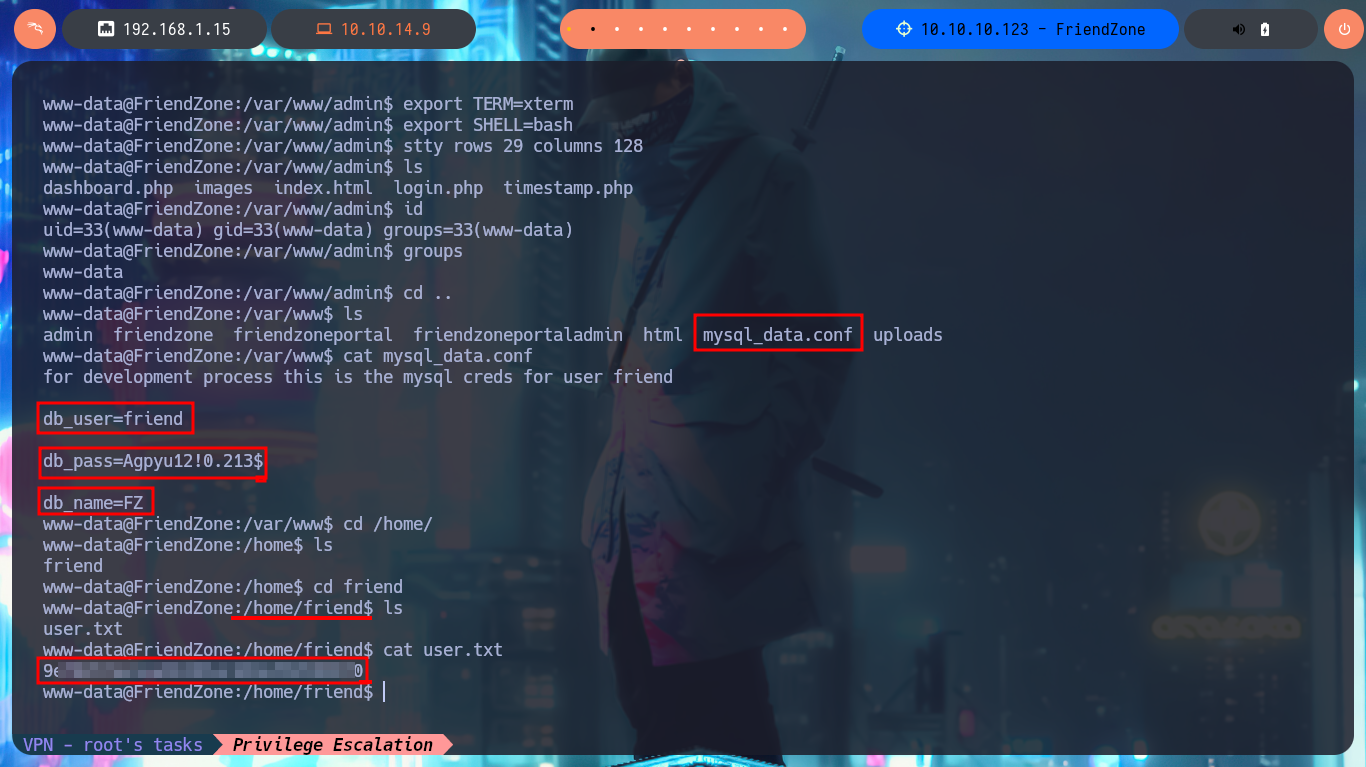 192.168.1.15 10.10.14.9 10.10.10.123 - FriendZone
www-data@FriendZone:/var/www/admin$ export TERM=xterm
www-data@FriendZone:/var/www/admin$ export SHELL=bash
www-data@FriendZone:/var/www/admin$ stty rows 29 columns 128
www-data@FriendZone:/var/www/admin$ ls
dashboard.php images index.html login.php timestamp.php
www-data@FriendZone:/var/www/admin$ id
uid=33(www-data) gid=33(www-data) groups=33(www-data)
www-data@FriendZone:/var/www/admin$ groups
www-data
www-data@FriendZone:/var/www/admin$ cd ..
www-data@FriendZone:/var/www$ ls
admin friendzone friendzoneportal friendzoneportaladmin html mysql_data.conf uploads
www-data@FriendZone:/var/www$ cat mysql_data.conf
for development process this is the mysql creds for user friend
db_user=friend
db_pass=Agpyu12!0.213$
db_name=FZ
www-data@FriendZone:/var/www$ cd /home/
www-data@FriendZone:/home$ ls
friend
www-data@FriendZone:/home$ cd friend
www-data@FriendZone:/home/friend$ ls
user.txt
www-data@FriendZone:/home/friend$ cat user.txt
www-data@FriendZone:/home/friend$
VPN - root's tasks Privilege Escalation